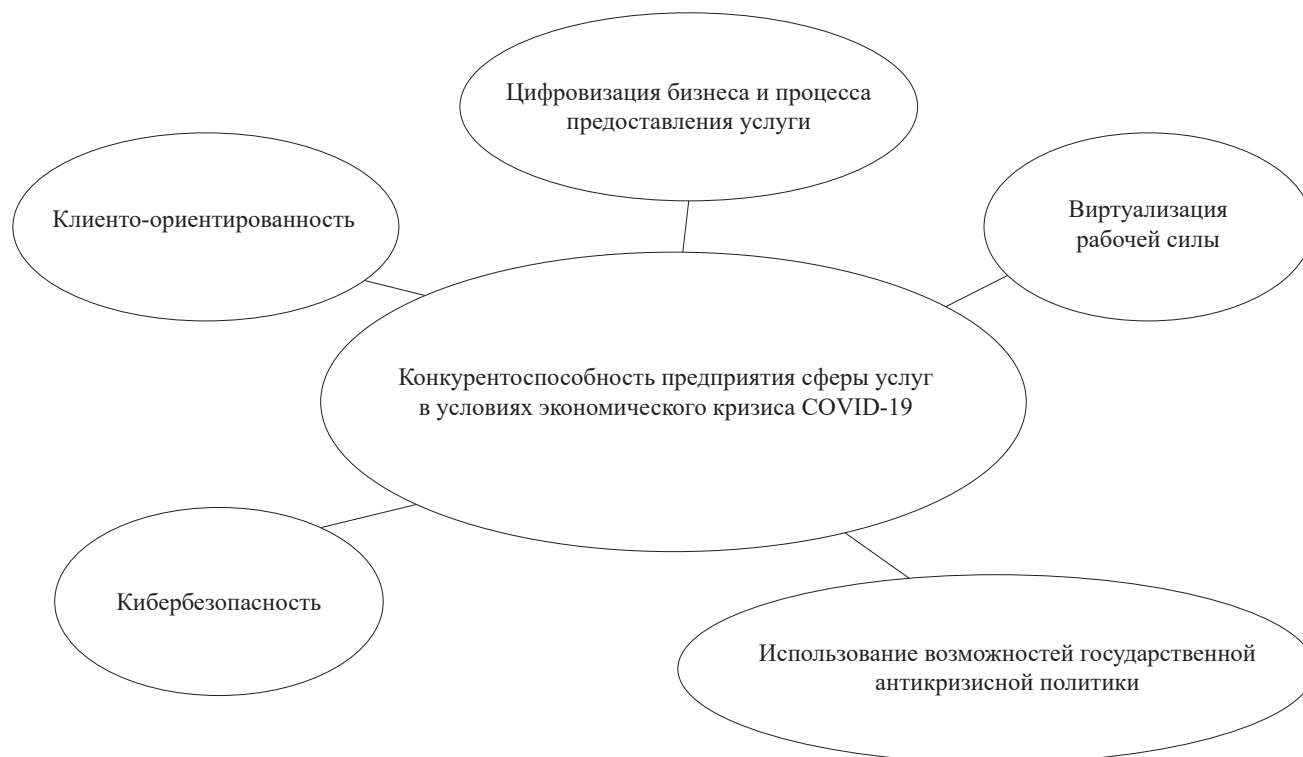 Цифровизация бизнеса и процесса
предоставления услуги
Клиенто-ориентированность
Виртуализация
рабочей силы
Конкурентоспособность предприятия сферы услуг
в условиях экономического кризиса COVID-19
Кибербезопасность
Использование возможностей государственной
антикризисной политики